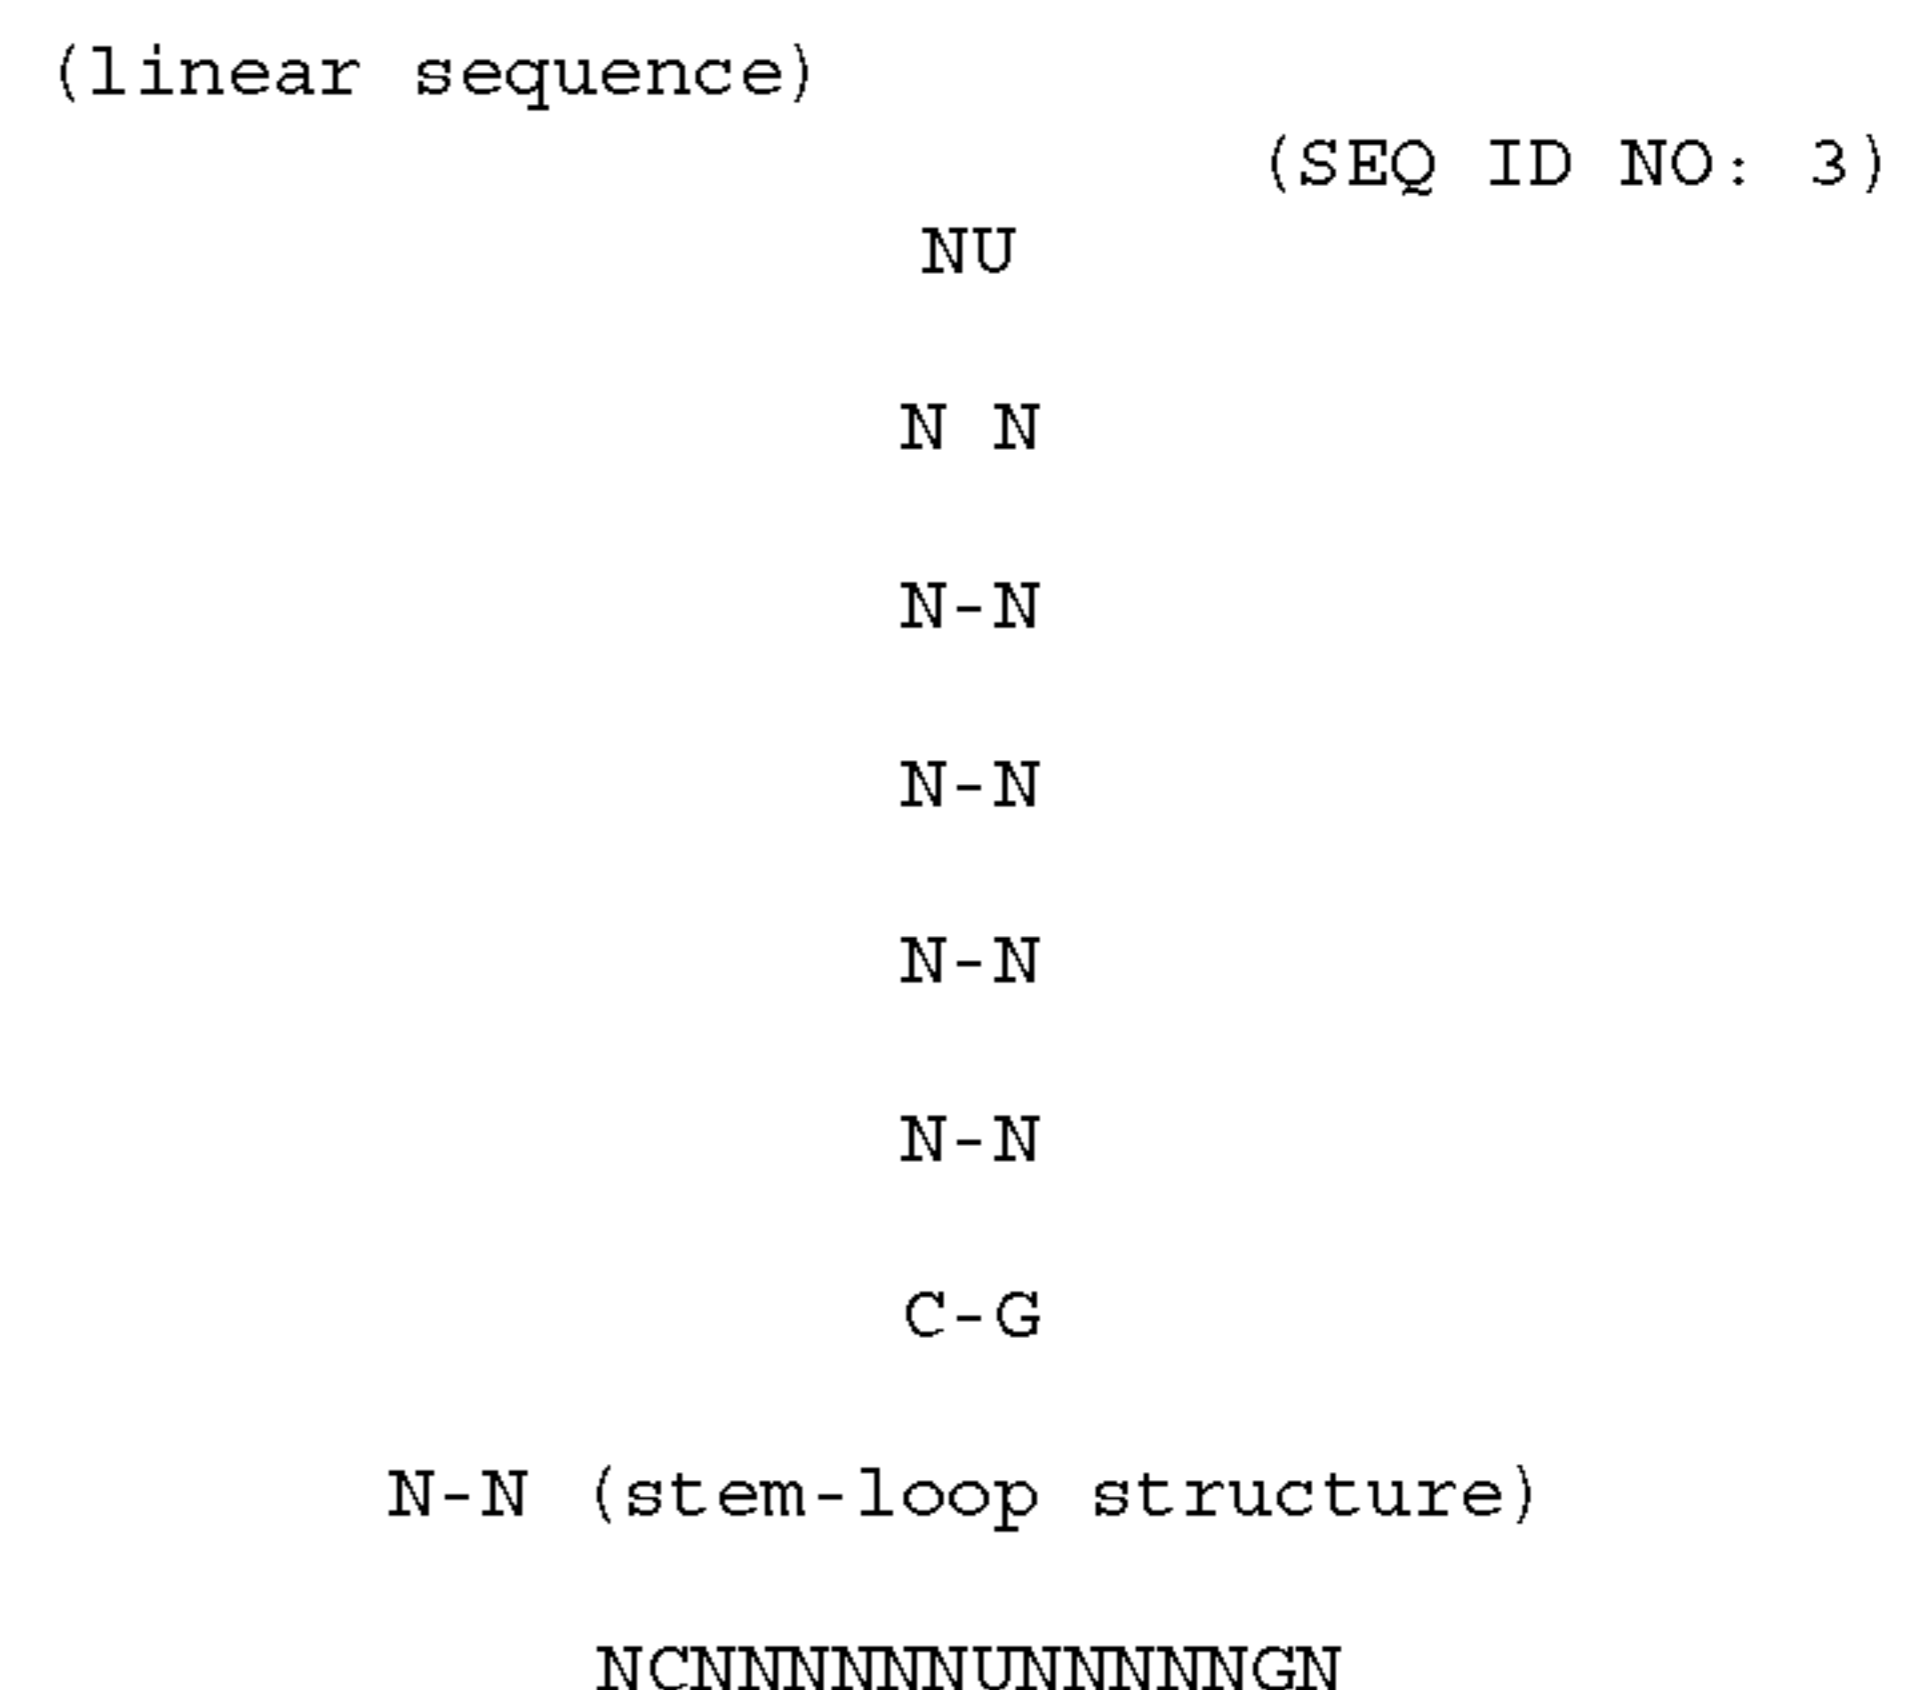 (linear sequence)
(SEQ ID NO: 3)
NU
N N
N-N
N-N
N-N
N-N
C-G
N-N (stem-loop structure)
NCNNNNNNUNNNNNGN